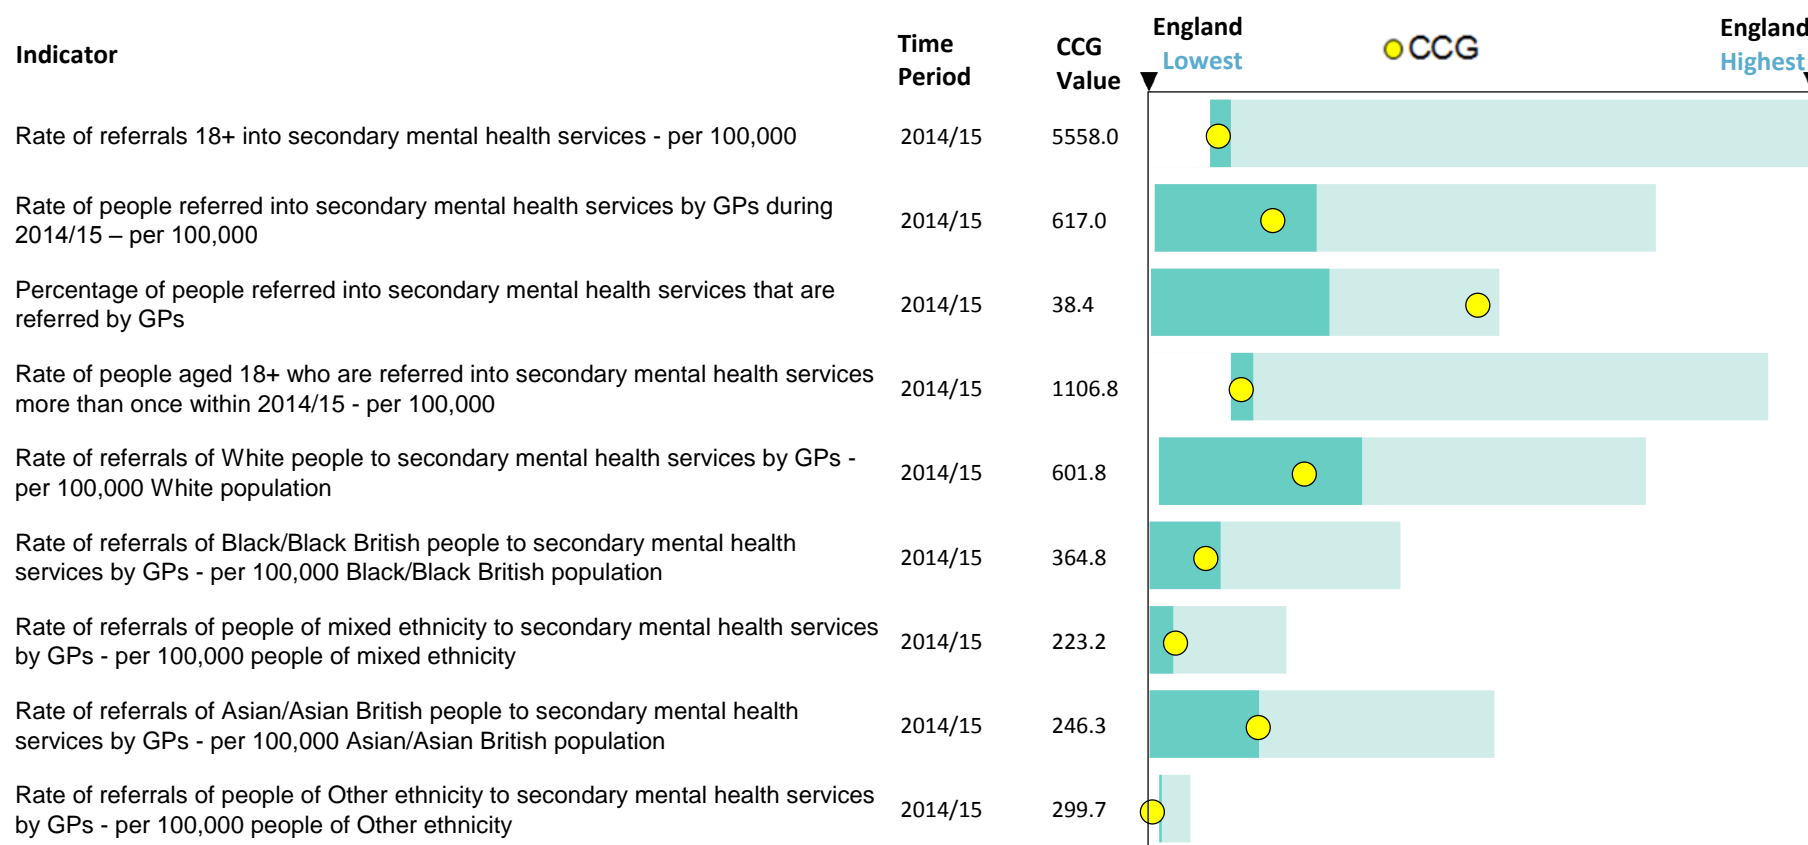 Indicator
Time
Period
CCG
Value
England
Lowest
CCG
England
Highest
Rate of referrals 18+ into secondary mental health services - per 100,000
2014/15
5558.0
Rate of people referred into secondary mental health services by GPs during
2014/15 – per 100,000
2014/15
617.0
Percentage of people referred into secondary mental health services that are
referred by GPs
2014/15
38.4
Rate of people aged 18+ who are referred into secondary mental health services
more than once within 2014/15 - per 100,000
2014/15
1106.8
Rate of referrals of White people to secondary mental health services by GPs -
per 100,000 White population
2014/15
601.8
Rate of referrals of Black/Black British people to secondary mental health
services by GPs - per 100,000 Black/Black British population
2014/15
364.8
Rate of referrals of people of mixed ethnicity to secondary mental health services
by GPs - per 100,000 people of mixed ethnicity
2014/15
223.2
Rate of referrals of Asian/Asian British people to secondary mental health
services by GPs - per 100,000 Asian/Asian British population
2014/15
246.3
Rate of referrals of people of Other ethnicity to secondary mental health services
by GPs - per 100,000 people of Other ethnicity
2014/15
299.7